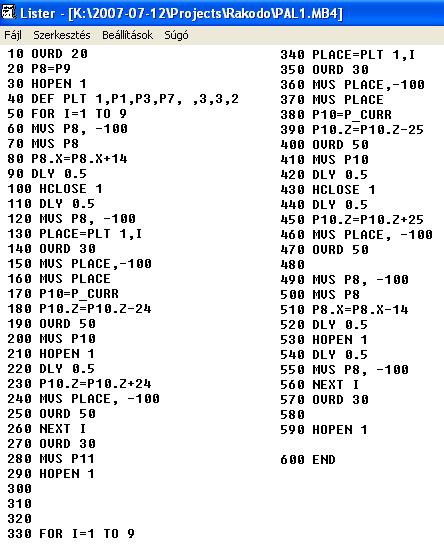 Lister - [K:\2007-07-12\Projects\Rakodo\PAL1.MB4]
Fájl Szerkesztés Beállítások Súgó
10 OVRD 20
20 P8=P9
30 HOPEN 1
40 DEF PLT 1,P1,P3,P7, ,3,3,2
50 FOR I=1 TO 9
60 MVS P8, -100
70 MVS P8
80 P8.X=P8.X+14
90 DLY 0.5
100 HCLOSE 1
110 DLY 0.5
120 MVS P8, -100
130 PLACE=PLT 1,I
140 OVRD 30
150 MVS PLACE,-100
160 MVS PLACE
170 P10=P_CURR
180 P10.Z=P10.Z-24
190 OVRD 50
200 MVS P10
210 HOPEN 1
220 DLY 0.5
230 P10.Z=P10.Z+24
240 MVS PLACE, -100
250 OVRD 50
260 NEXT I
270 OVRD 30
280 MVS P11
290 HOPEN 1
300
310
320
330 FOR I=1 TO 9
340 PLACE=PLT 1,I
350 OVRD 30
360 MVS PLACE,-100
370 MVS PLACE
380 P10=P_CURR
390 P10.Z=P10.Z-25
400 OVRD 50
410 MVS P10
420 DLY 0.5
430 HCLOSE 1
440 DLY 0.5
450 P10.Z=P10.Z+25
460 MVS PLACE, -100
470 OVRD 50
480
490 MVS P8, -100
500 MVS P8
510 P8.X=P8.X-14
520 DLY 0.5
530 HOPEN 1
540 DLY 0.5
550 MVS P8, -100
560 NEXT I
570 OVRD 30
580
590 HOPEN 1
600 END